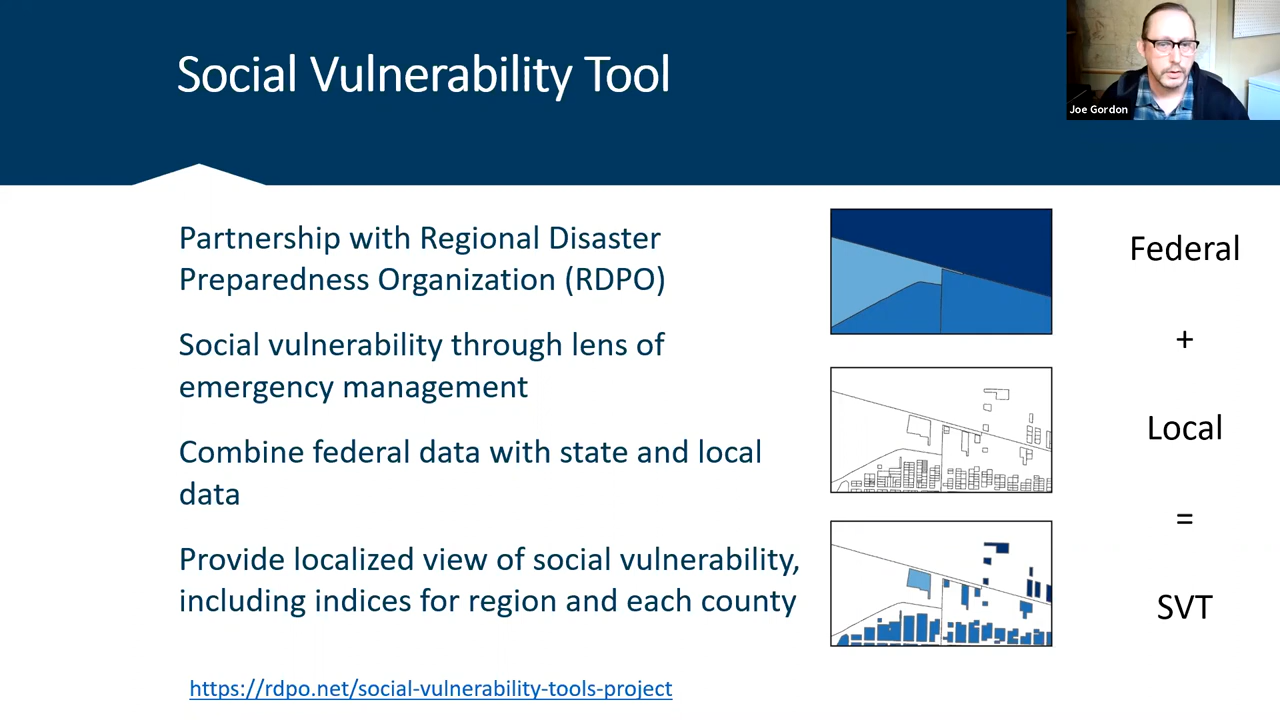 Social Vulnerability Tool
Joe Gordon
Partnership with Regional Disaster
Preparedness Organization (RDPO)
Social vulnerability through lens of
emergency management
Combine federal data with state and local
data
Provide localized view of social vulnerability,
including indices for region and each county
https://rdpo.net/social-vulnerability-tools-project
Federal
+
Local
=
SVT